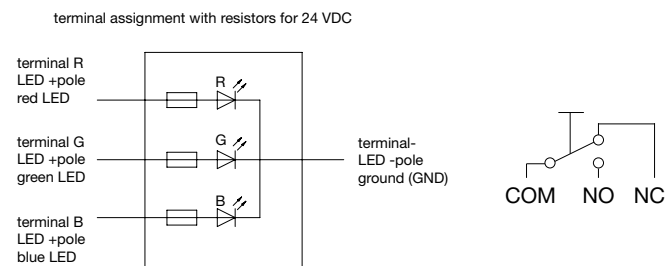 terminal assignment with resistors for 24 VDC
terminal R
LED +pole
red LED
R
terminal G
LED +pole
green LED
G
terminal-
LED -pole
ground (GND)
terminal B
LED +pole
blue LED
B
COM NO NC